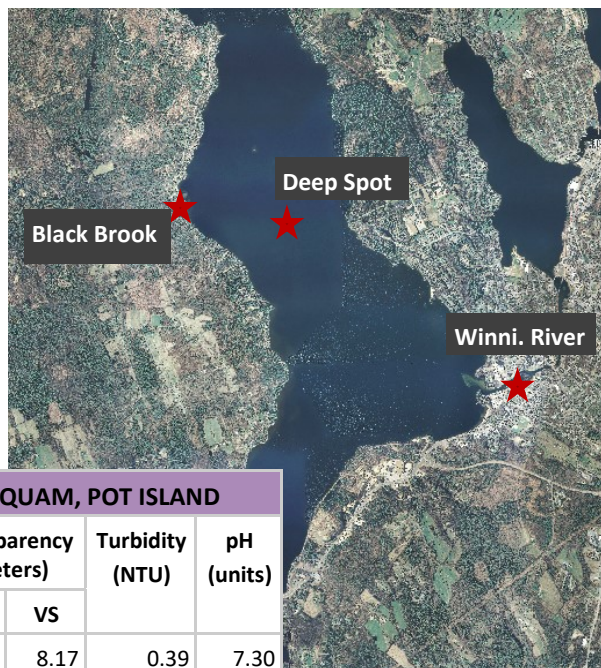 Deep Spot
Black Brook
Winni. River
QUAM, POT ISLAND
Turbidity
pH
(NTU)
(units)
VS
8.17 0.39 7.30